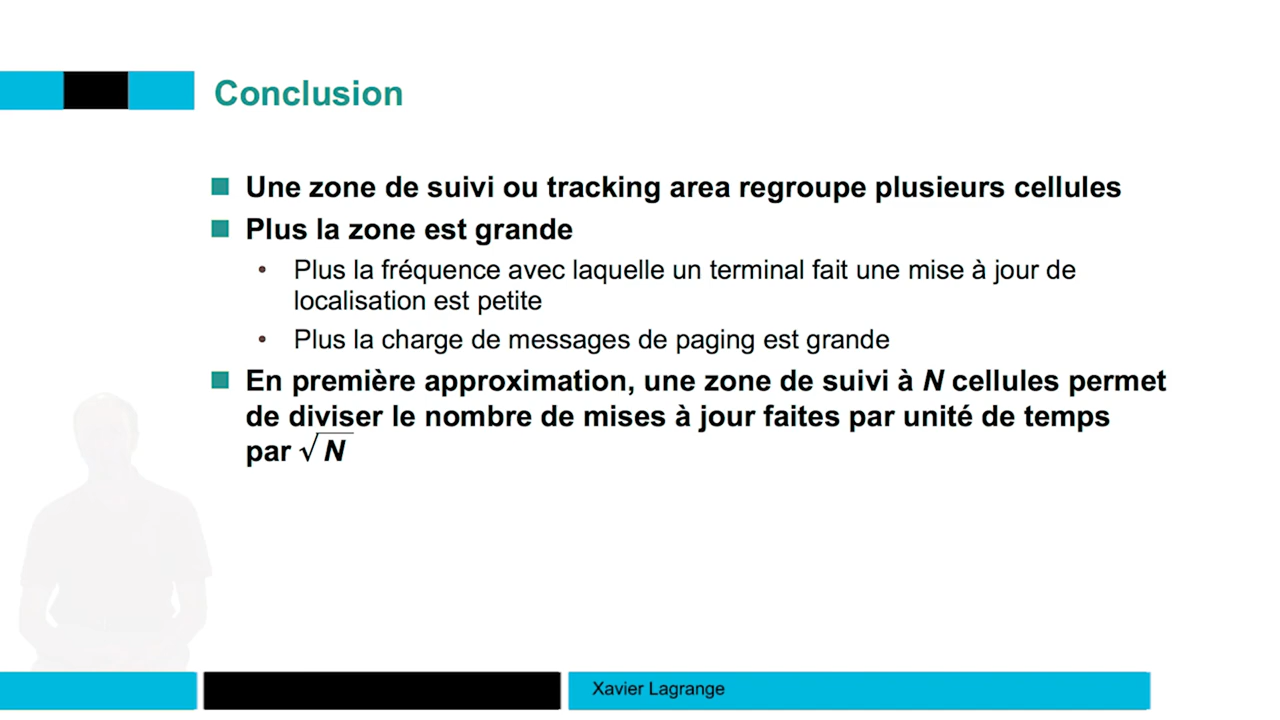 Conclusion
Une zone de suivi ou tracking area regroupe plusieurs cellules
Plus la zone est grande
• Plus la fréquence avec laquelle un terminal fait une mise à jour de
localisation est petite
• Plus la charge de messages de paging est grande
En première approximation, une zone de suivi à N cellules permet
de diviser le nombre de mises à jour faites par unité de temps
par √N
Xavier Lagrange